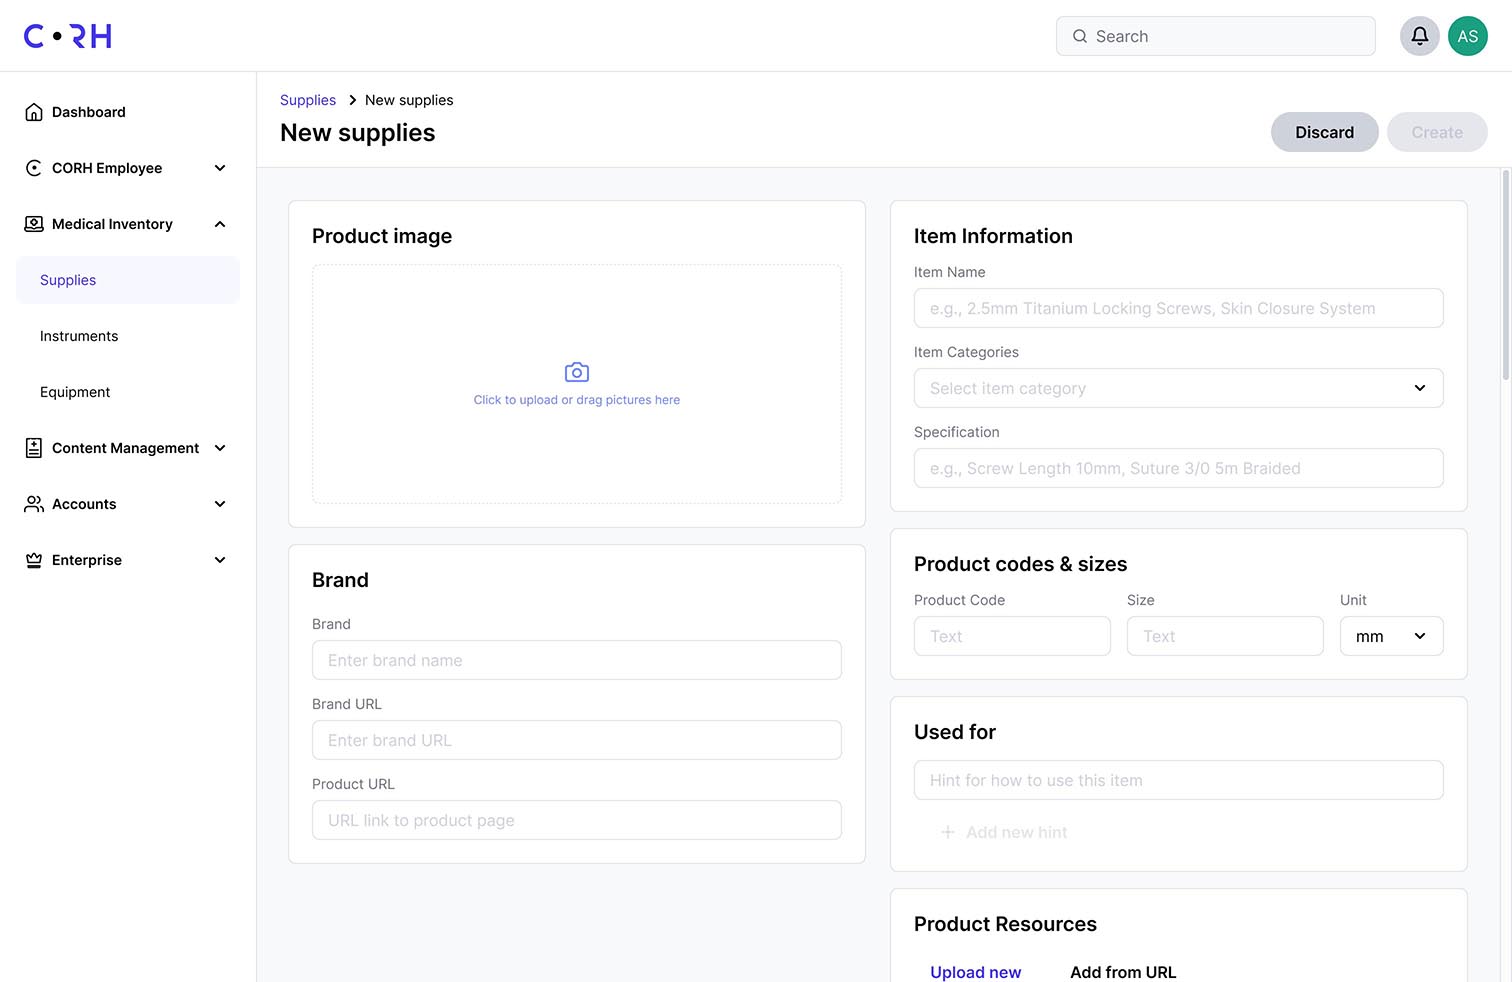 CORH
Search
AS
Dashboard
CORH Employee
Medical Inventory
Supplies
Instruments
Equipment
Content Management
Accounts
Enterprise
Supplies > New supplies
New supplies
Discard
Create
Product image
Click to upload or drag pictures here
Brand
Brand
Enter brand name
Brand URL
Enter brand URL
Product URL
URL link to product page
Item Information
Item Name
e.g., 2.5mm Titanium Locking Screws, Skin Closure System
Item Categories
Select item category
Specification
e.g., Screw Length 10mm, Suture 3/0 5m Braided
Product codes & sizes
Product Code Size Unit
Text Text mm
Used for
Hint for how to use this item
+ Add new hint
Product Resources
Upload new Add from URL